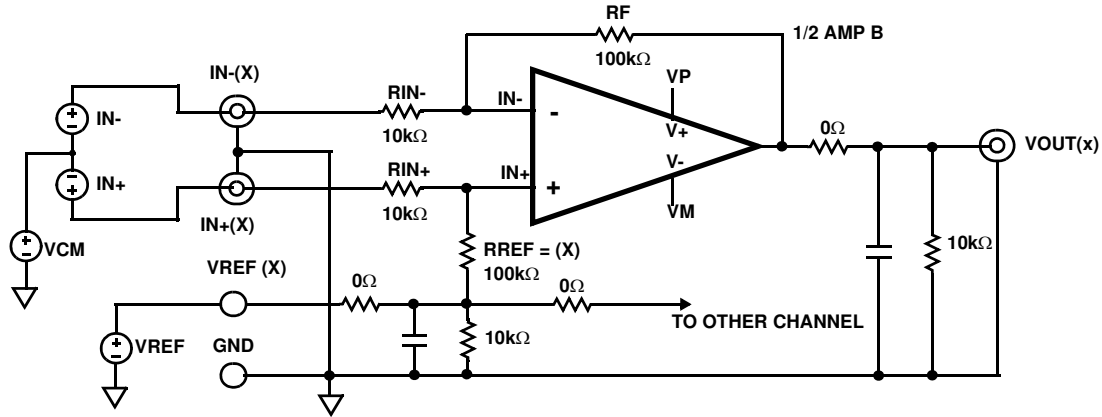 RF
100kΩ
1/2 AMP B
IN-(X)
VP
RIN-
IN-
10kΩ
-
V+
IN-
0Ω
VOUT(x)
V-
IN+
RIN+
IN+
+
10kΩ
VM
IN+(X)
VCM
RREF = (X)
100kΩ
10kΩ
VREF (X)
0Ω
0Ω
TO OTHER CHANNEL
VREF
GND
10kΩ